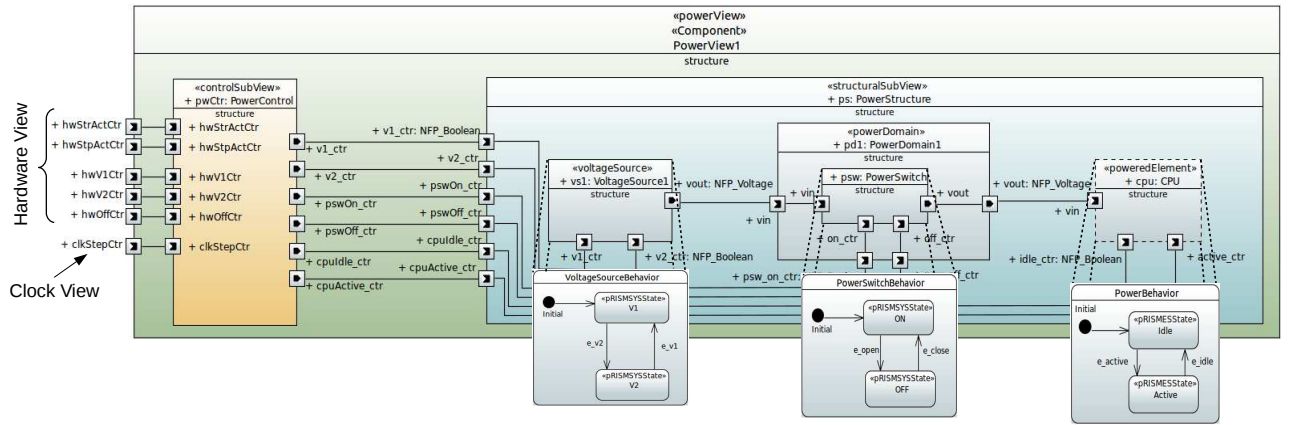 «powerView»
«Component»
PowerView1
structure
Hardware View
+ hwStrActCtr
+ hwStpActCtr
+ hwV1Ctr
+ hwV2Ctr
+ hwOffCtr
+ clkStepCtr
Clock View
«controlSubView»
+ pwCtr: PowerControl
structure
+ hwStrActCtr
+ hwStpActCtr
+ hwV1Ctr
+ hwV2Ctr
+ hwOffCtr
+ clkStepCtr
+ v1_ctr
+ v2_ctr
+ pswOn_ctr
+ pswOff_ctr
+ cpuIdle_ctr
+ cpuActive_ctr
+ v1_ctr: NFP_Boolean
+ v2_ctr
+ pswOn_ctr
+ pswOff_ctr
+ cpuIdle_ctr
+ cpuActive_ctr
«structuralSubView»
+ ps: PowerStructure
structure
«voltageSource»
+ vs1: VoltageSource1
structure
+ vout: NFP_Voltage
+ v1_ctr
+ v2_ctr: NFP_Boolean
«powerDomain»
+ pd1: PowerDomain1
structure
+ vin
+ vin
+ psw: PowerSwitch
structure
+ vout
+ on_ctr
+ off_ctr
+ psw_on_ctr:
ff_ctr
+ vout: NFP_Voltage
+ vin
«poweredElement»
+ cpu: CPU
structure
+ idle_ctr: NFP_Boolean
+ active_ctr
VoltageSourceBehavior
Initial
«pRISMSYSState»
V1
e_v2
e_v1
«pRISMSYSState»
V2
PowerSwitchBehavior
Initial
«pRISMSYSState»
ON
e_open
e_close
«pRISMSYSState»
OFF
PowerBehavior
Initial
«pRISMESState»
Idle
e_active
e_idle
«pRISMESState»
Active